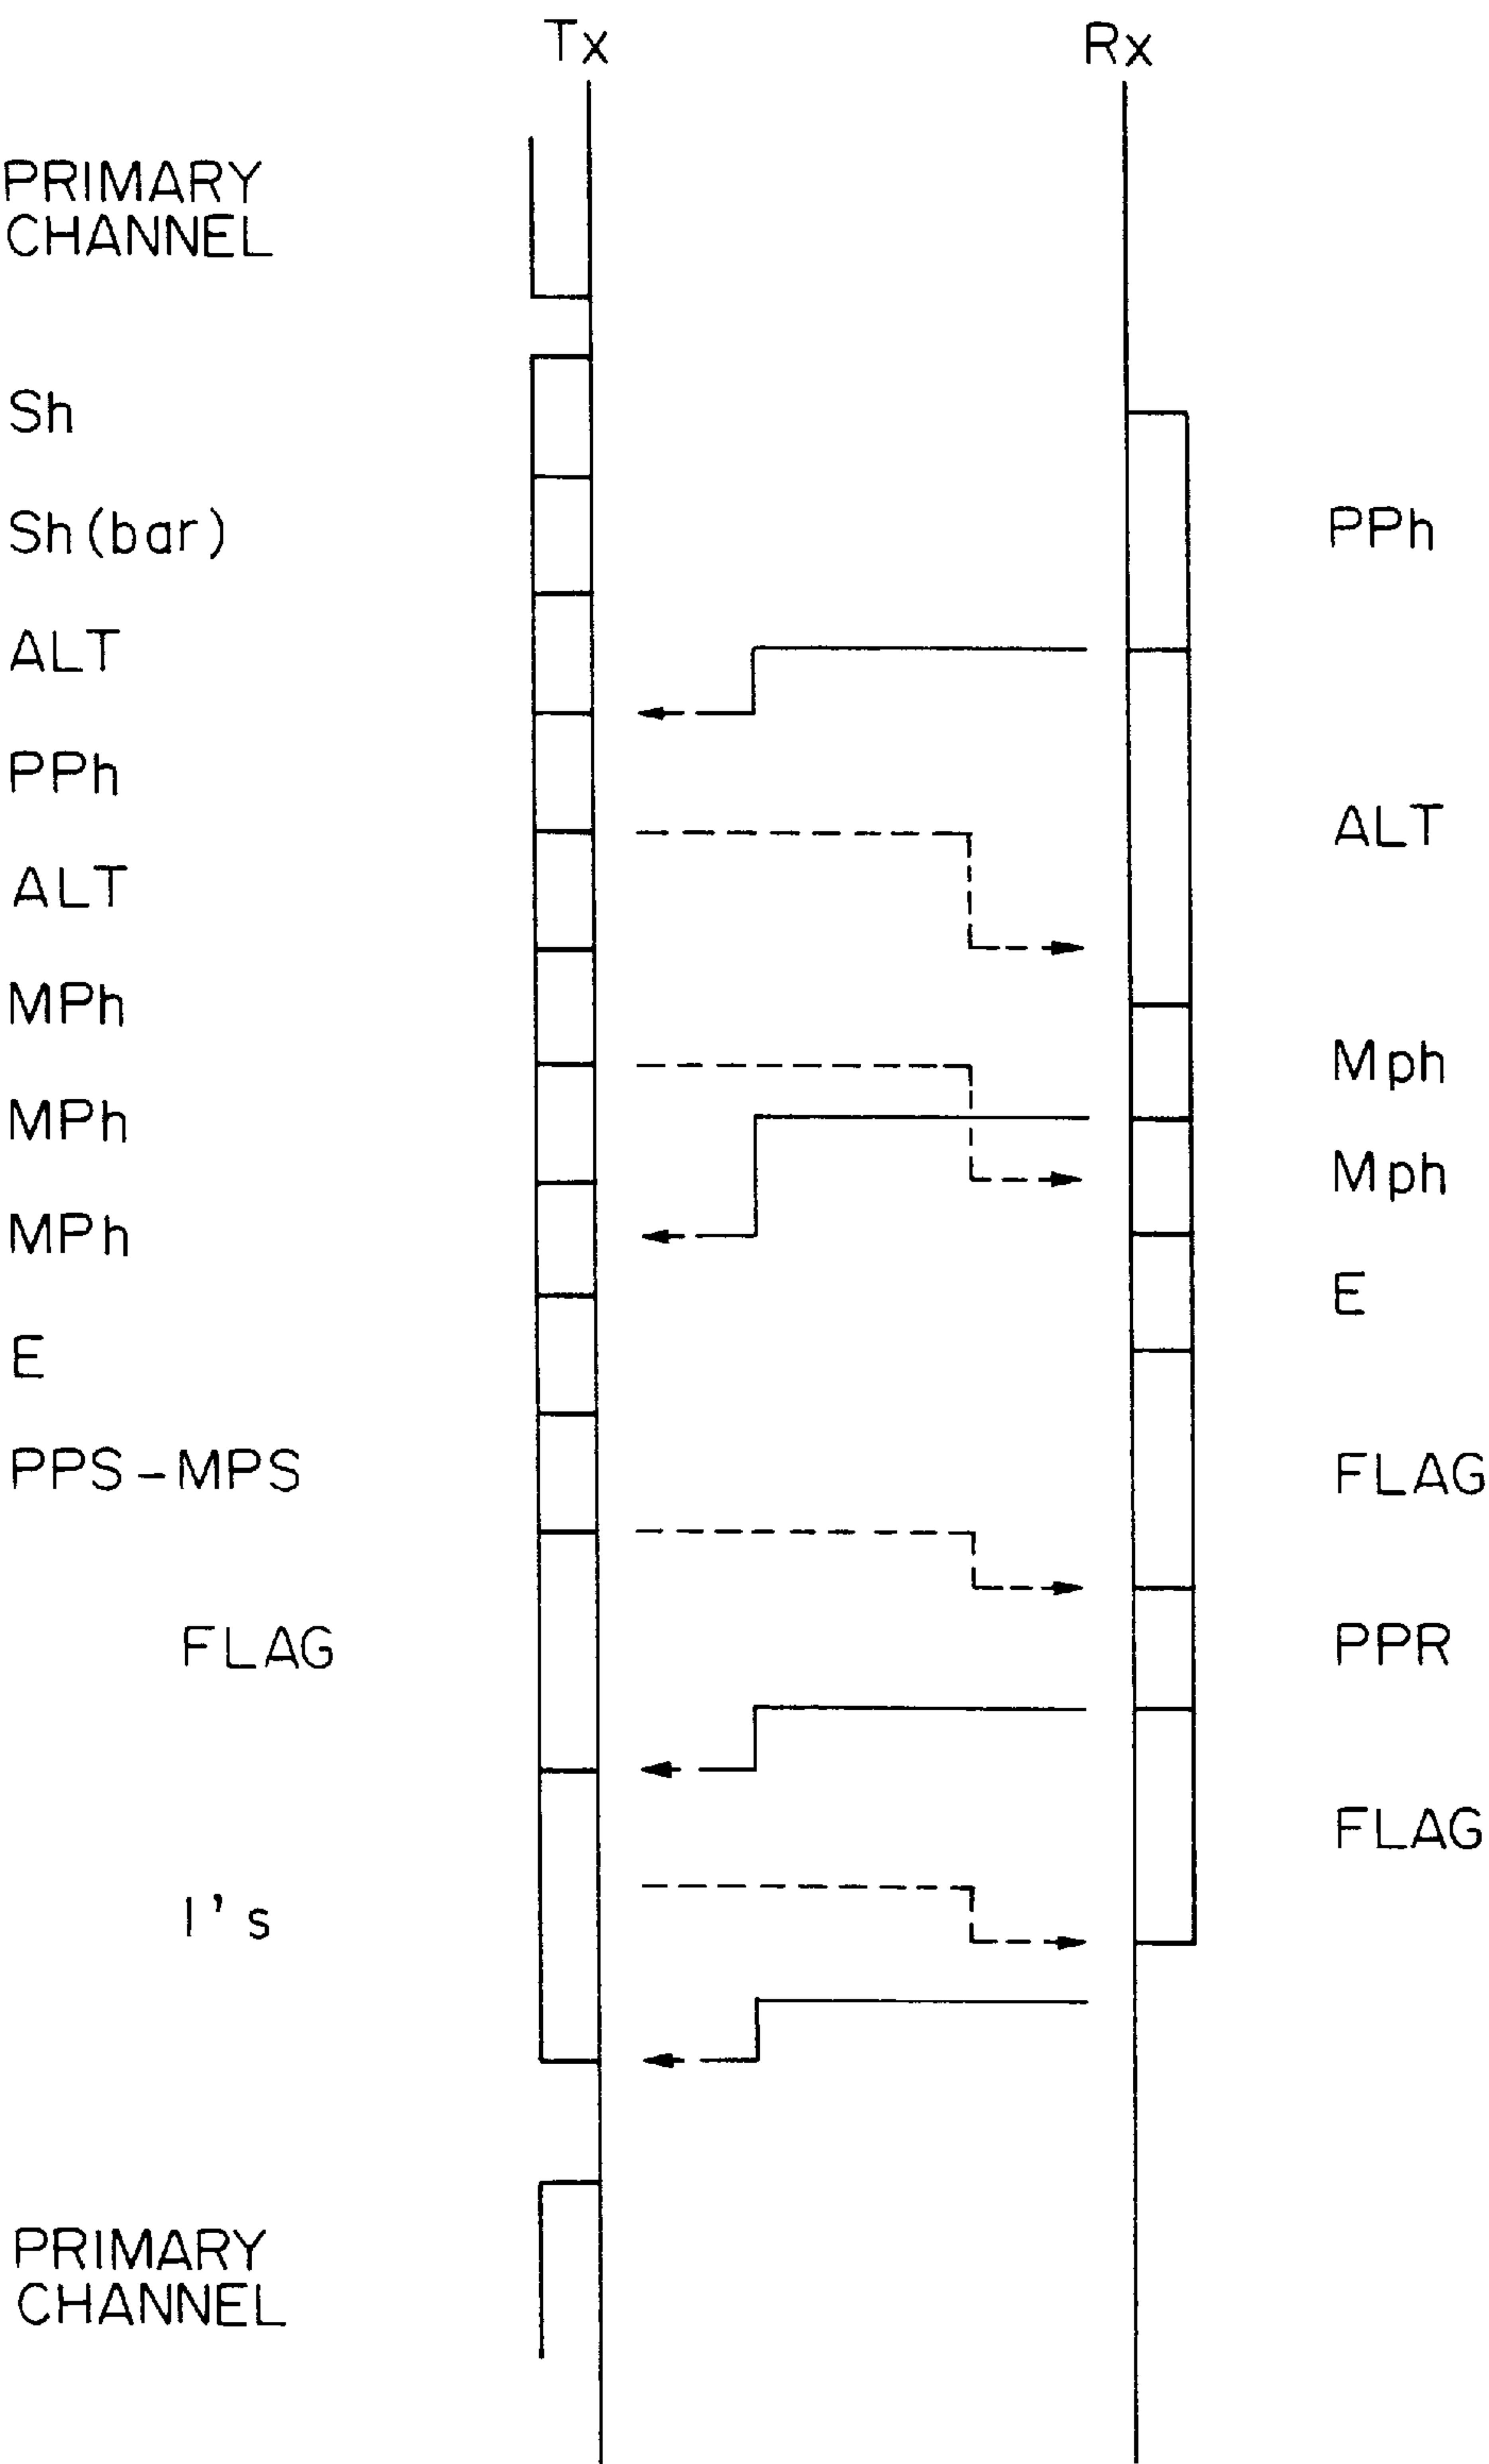 Tx
Rx
PRIMARY
CHANNEL
Sh
Sh(bar)
PPh
ALT
PPh
ALT
ALT
MPh
Mph
MPh
Mph
MPh
E
E
PPS-MPS
FLAG
FLAG
PPR
FLAG
1's
PRIMARY
CHANNEL